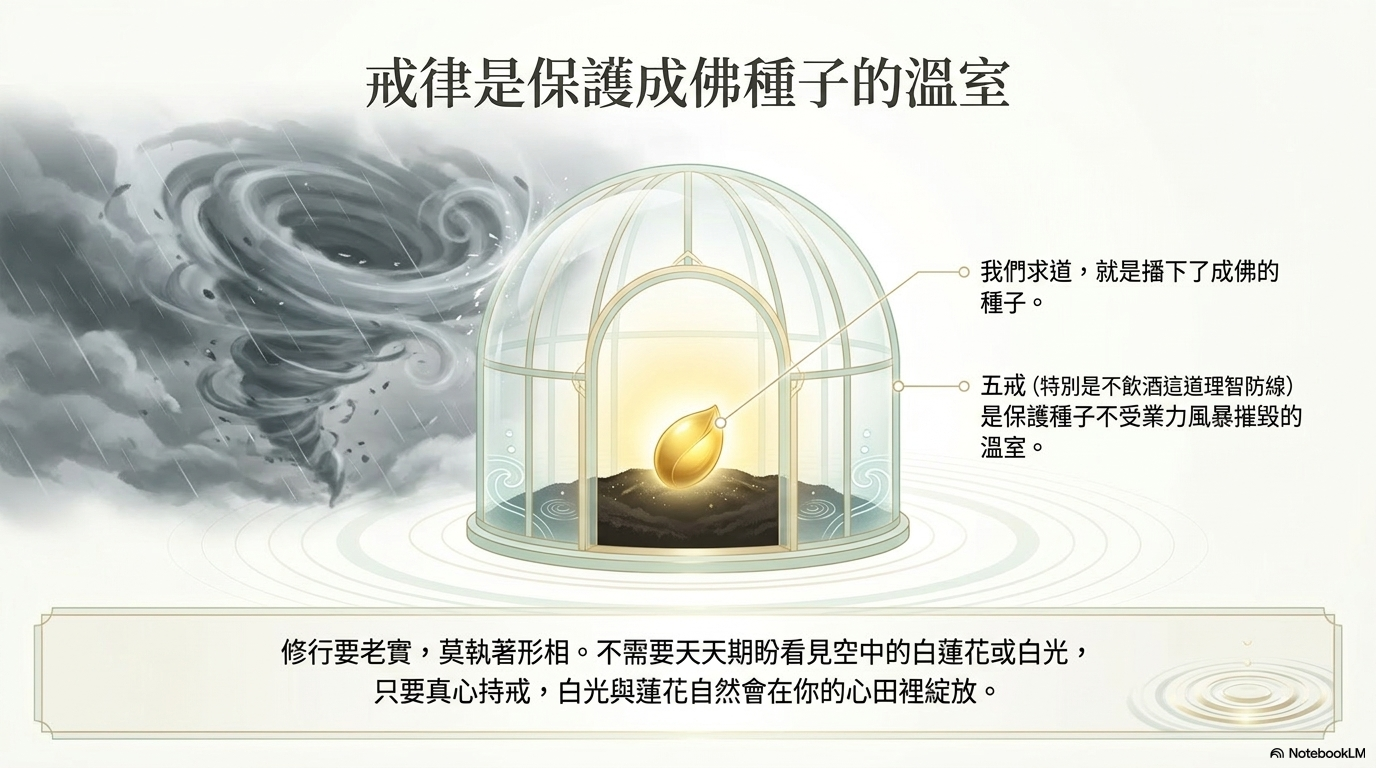 戒律是保護成佛種子的溫室
我們求道，就是播下了成佛的
種子。
五戒（特別是不飲酒這道理智防線）
是保護種子不受業力風暴摧毀的
溫室。
修行要老實，莫執著形相。不需要天天期盼看見空中的白蓮花或白光，
只要真心持戒，白光與蓮花自然會在你的心田裡綻放。
NotebookLM